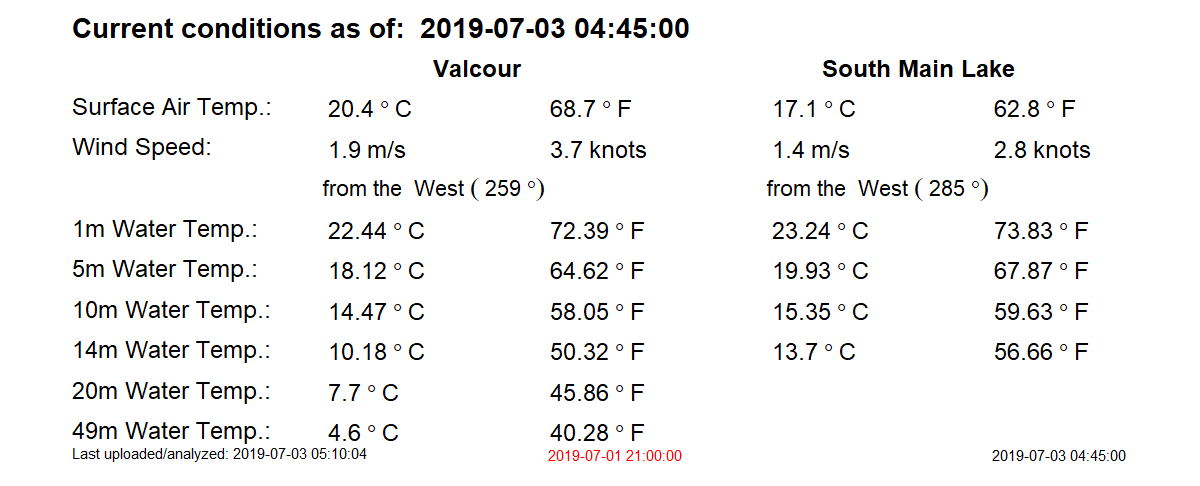 Current conditions as of: 2019-07-03 04:45:00
Valcour South Main Lake
Surface Air Temp.: 20.4 ° C 68.7 ° F 17.1 ° C 62.8 ° F
Wind Speed: 1.9 m/s 3.7 knots 1.4 m/s 2.8 knots
from the West ( 259 °) from the West ( 285 °)
1m Water Temp.: 22.44 ° C 72.39 ° F 23.24 ° C 73.83 ° F
5m Water Temp.: 18.12 ° C 64.62 ° F 19.93 ° C 67.87 ° F
10m Water Temp.: 14.47 ° C 58.05 ° F 15.35 ° C 59.63 ° F
14m Water Temp.: 10.18 ° C 50.32 ° F 13.7 ° C 56.66 ° F
20m Water Temp.: 7.7 ° C 45.86 ° F
49m Water Temp.: 4.6 ° C 40.28 ° F
Last uploaded/analyzed: 2019-07-03 05:10:04 2019-07-01 21:00:00 2019-07-03 04:45:00